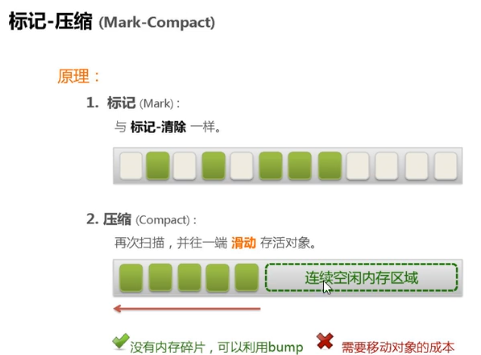 标记-压缩 (Mark-Compact)
原理：
1. 标记 (Mark)：
与 标记-清除 一样。
2. 压缩 (Compact)：
再次扫描，并往一端 滑动 存活对象。
连续空闲内存区域
没有内存碎片，可以利用bump 需要移动对象的成本